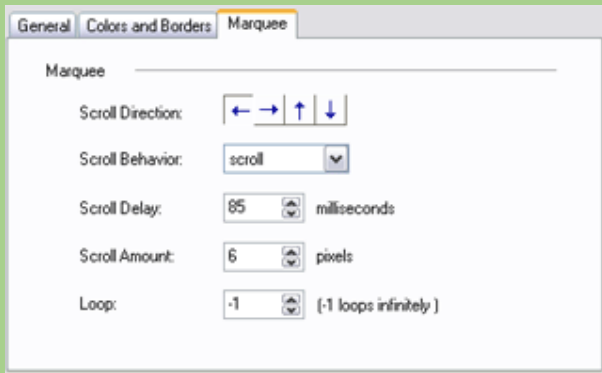 General Colors and Borders Marquee
Marquee
Scroll Direction: ← → ↑ ↓
Scroll Behavior: scroll
Scroll Delay: 85 milliseconds
Scroll Amount: 6 pixels
Loop: -1 (-1 loops infinitely )